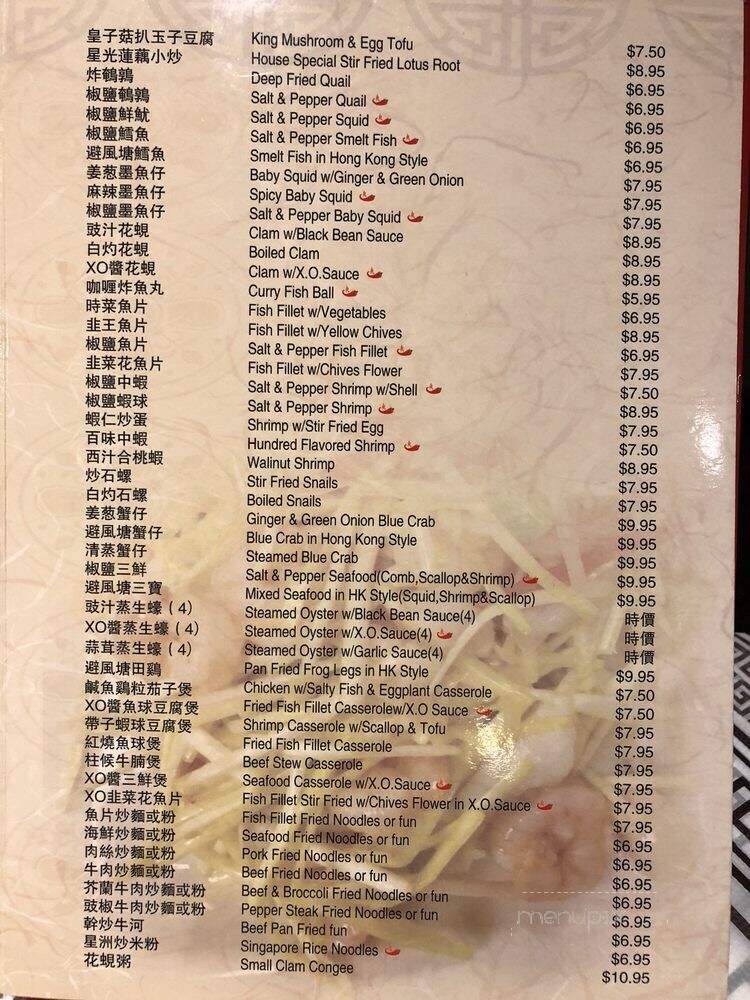 皇子菇扒玉子豆腐 King Mushroom & Egg Tofu $7.50
星光蓮藕小炒 House Special Stir Fried Lotus Root $8.95
炸鵪鶉 Deep Fried Quail $6.95
椒鹽鵪鶉 Salt & Pepper Quail $6.95
椒鹽鮮魷 Salt & Pepper Squid $6.95
椒鹽鱈魚 Salt & Pepper Smelt Fish $6.95
避風塘鱈魚 Smelt Fish in Hong Kong Style $6.95
姜葱墨魚仔 Baby Squid w/Ginger & Green Onion $7.95
麻辣墨魚仔 Spicy Baby Squid $7.95
椒鹽墨魚仔 Salt & Pepper Baby Squid $7.95
豉汁花蜆 Clam w/Black Bean Sauce $8.95
白灼花蜆 Boiled Clam $8.95
XO醬花蜆 Clam w/X.O.Sauce $8.95
咖喱炸魚丸 Curry Fish Ball $5.95
時菜魚片 Fish Fillet w/Vegetables $6.95
韭王魚片 Fish Fillet w/Yellow Chives $8.95
椒鹽魚片 Salt & Pepper Fish Fillet $6.95
韭菜花魚片 Fish Fillet w/Chives Flower $7.95
椒鹽中蝦 Salt & Pepper Shrimp w/Shell $7.50
椒鹽蝦球 Salt & Pepper Shrimp $8.95
蝦仁炒蛋 Shrimp w/Stir Fried Egg $7.95
百味中蝦 Hundred Flavored Shrimp $7.50
西汁合桃蝦 Walinut Shrimp $8.95
炒石螺 Stir Fried Snails $7.95
白灼石螺 Boiled Snails $7.95
姜葱蟹仔 Ginger & Green Onion Blue Crab $9.95
避風塘蟹仔 Blue Crab in Hong Kong Style $9.95
清蒸蟹仔 Steamed Blue Crab $9.95
椒鹽三鮮 Salt & Pepper Seafood(Comb,Scallop&Shrimp) $9.95
避風塘三寶 Mixed Seafood in HK Style(Squid,Shrimp&Scallop) $9.95
豉汁蒸生蠔（4） Steamed Oyster w/Black Bean Sauce(4) 時價
XO醬蒸生蠔（4） Steamed Oyster w/X.O.Sauce(4) 時價
蒜茸蒸生蠔（4） Steamed Oyster w/Garlic Sauce(4) 時價
避風塘田鷄 Pan Fried Frog Legs in HK Style $9.95
鹹魚鷄粒茄子煲 Chicken w/Salty Fish & Eggplant Casserole $7.50
XO醬魚球豆腐煲 Fried Fish Fillet Casserolew/X.O Sauce $7.50
帶子蝦球豆腐煲 Shrimp Casserole w/Scallop & Tofu $7.95
紅燒魚球煲 Fried Fish Fillet Casserole $7.95
柱候牛腩煲 Beef Stew Casserole $7.95
XO醬三鮮煲 Seafood Casserole w/X.O.Sauce $7.95
XO韭菜花魚片 Fish Fillet Stir Fried w/Chives Flower in X.O.Sauce $7.95
魚片炒麵或粉 Fish Fillet Fried Noodles or fun $7.95
海鮮炒麵或粉 Seafood Fried Noodles or fun $6.95
肉絲炒麵或粉 Pork Fried Noodles or fun $6.95
牛肉炒麵或粉 Beef Fried Noodles or fun $6.95
芥蘭牛肉炒麵或粉 Beef & Broccoli Fried Noodles or fun $6.95
豉椒牛肉炒麵或粉 Pepper Steak Fried Noodles or fun $6.95
幹炒牛河 Beef Pan Fried fun $6.95
星洲炒米粉 Singapore Rice Noodles $6.95
花蜆粥 Small Clam Congee $10.95